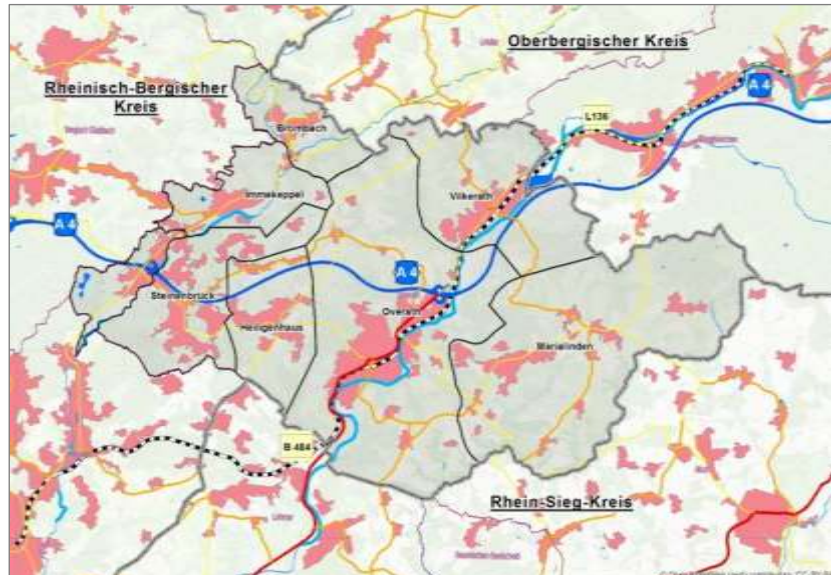 Oberbergischer Kreis
Rheinisch-Bergischer
Kreis
A 4
L136
Brombach
Vilkerath
Immekeppel
A 4
A 4
Steinenbrück
Overath
Heiligenhaus
Marialinden
B 484
Rhein-Sieg-Kreis